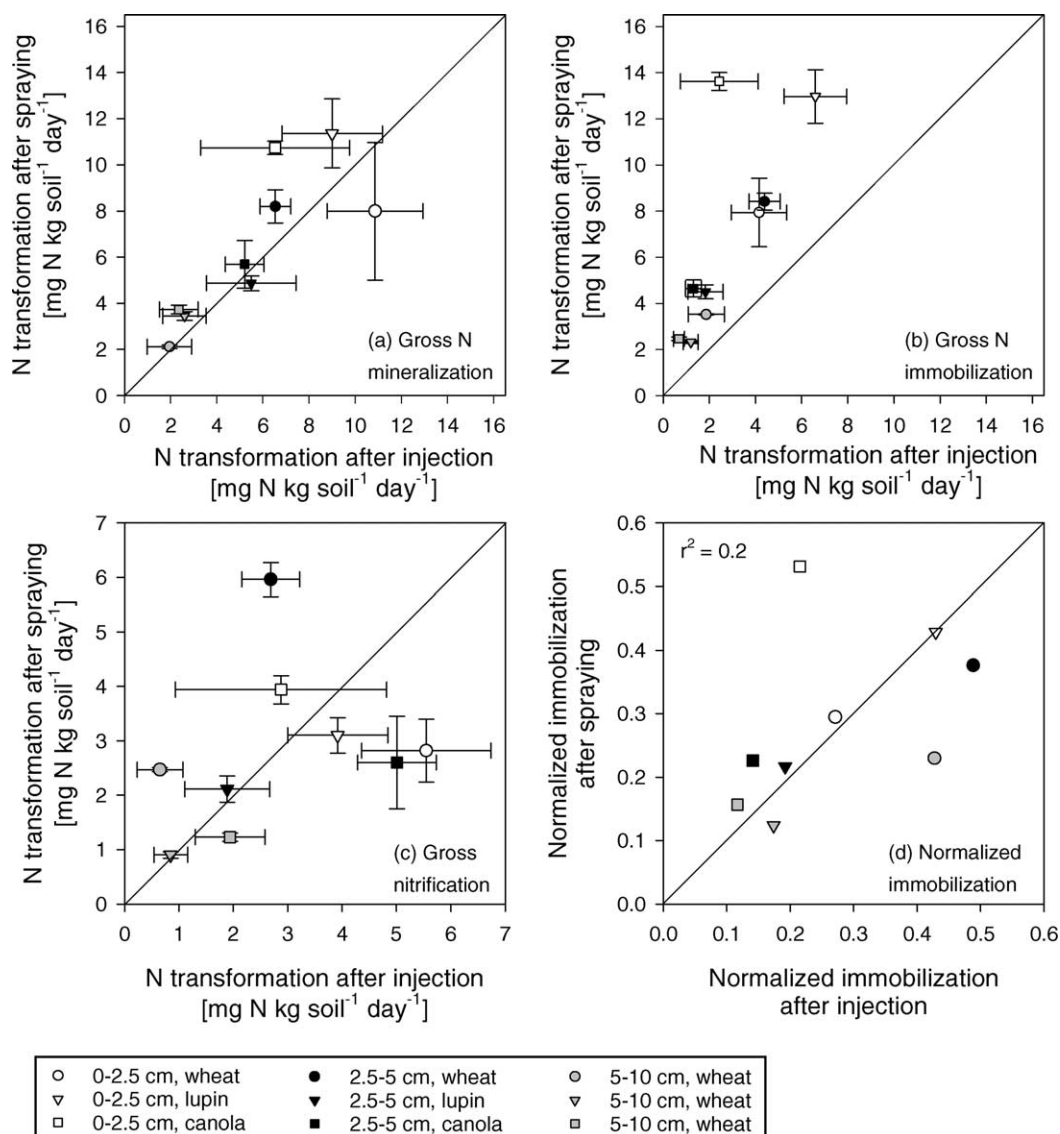 N transformation after spraying
[mg N kg soil⁻¹ day⁻¹]
16
14
12
10
8
6
4
2
0
(a) Gross N
mineralization
0 2 4 6 8 10 12 14 16
N transformation after injection
[mg N kg soil⁻¹ day⁻¹]
N transformation after spraying
[mg N kg soil⁻¹ day⁻¹]
16
14
12
10
8
6
4
2
0
(b) Gross N
immobilization
0 2 4 6 8 10 12 14 16
N transformation after injection
[mg N kg soil⁻¹ day⁻¹]
N transformation after spraying
[mg N kg soil⁻¹ day⁻¹]
7
6
5
4
3
2
1
0
(c) Gross
nitrification
0 1 2 3 4 5 6 7
N transformation after injection
[mg N kg soil⁻¹ day⁻¹]
Normalized immobilization
after spraying
0.6
0.5
0.4
0.3
0.2
0.1
0.0
r² = 0.2
(d) Normalized
immobilization
0.0 0.1 0.2 0.3 0.4 0.5 0.6
Normalized immobilization
after injection
0-2.5 cm, wheat 2.5-5 cm, wheat 5-10 cm, wheat
0-2.5 cm, lupin 2.5-5 cm, lupin 5-10 cm, wheat
0-2.5 cm, canola 2.5-5 cm, canola 5-10 cm, wheat